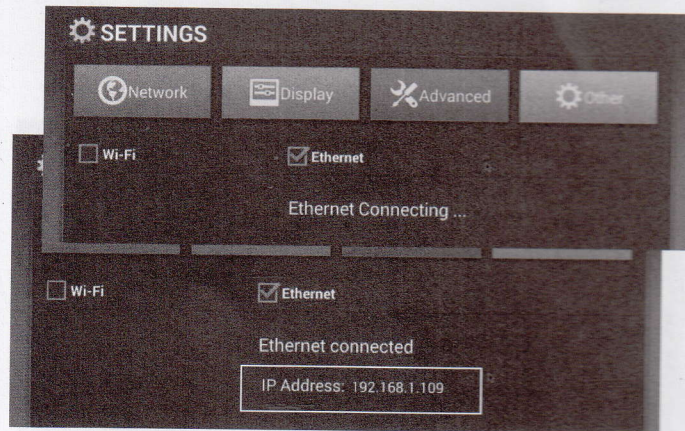 SETTINGS
Network Display Advanced Other
Wi-Fi Ethernet
Ethernet Connecting ...
Wi-Fi Ethernet
Ethernet connected
IP Address: 192.168.1.109